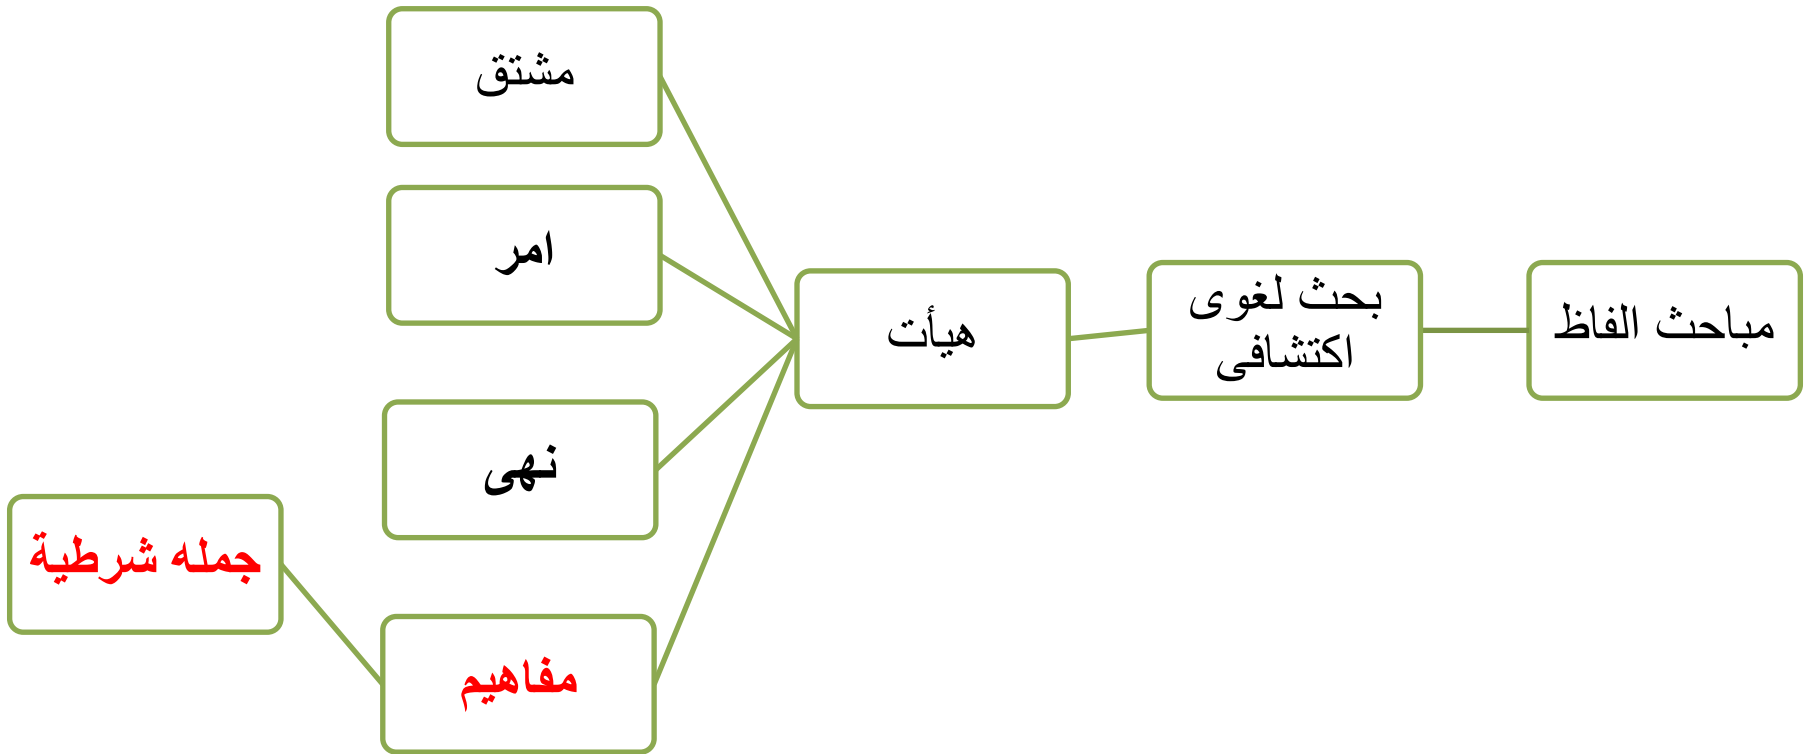 مباحث الفاظ
بحث لغوی
اکتشافی
هیأت
مشتق
امر
نهی
مفاهیم
جمله شرطیة